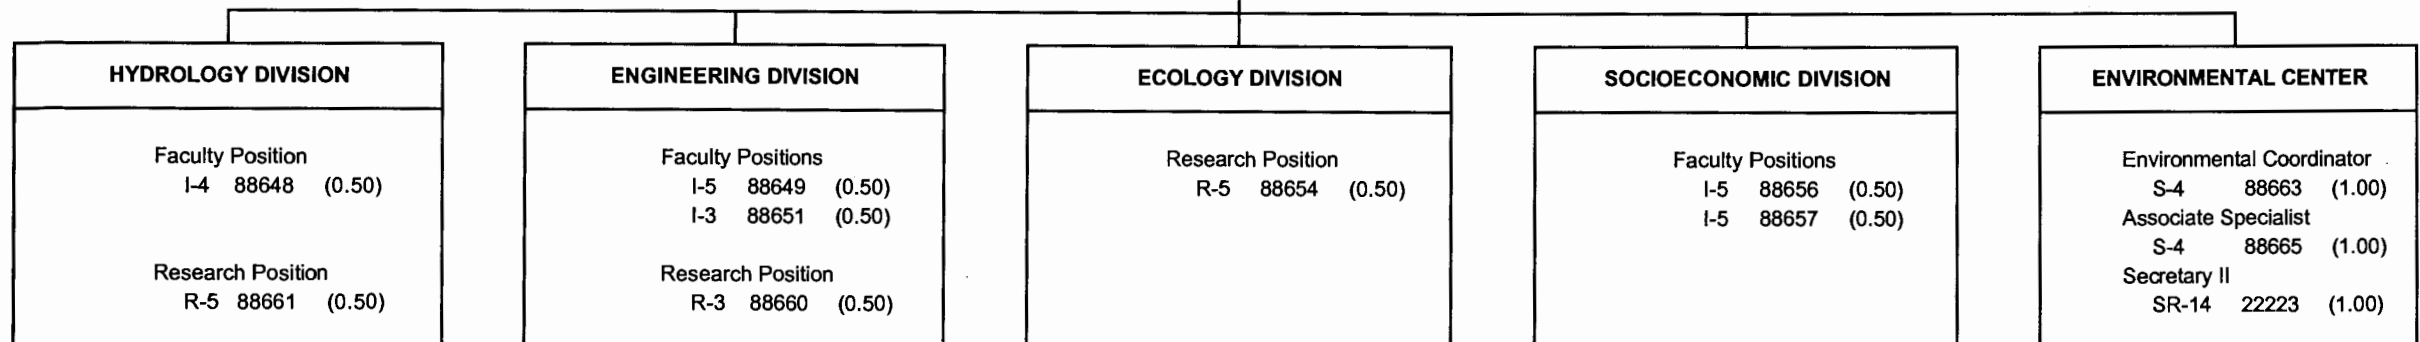 HYDROLOGY DIVISION
Faculty Position
I-4 88648 (0.50)
Research Position
R-5 88661 (0.50)
ENGINEERING DIVISION
Faculty Positions
I-5 88649 (0.50)
I-3 88651 (0.50)
Research Position
R-3 88660 (0.50)
ECOLOGY DIVISION
Research Position
R-5 88654 (0.50)
SOCIOECONOMIC DIVISION
Faculty Positions
I-5 88656 (0.50)
I-5 88657 (0.50)
ENVIRONMENTAL CENTER
Environmental Coordinator
S-4 88663 (1.00)
Associate Specialist
S-4 88665 (1.00)
Secretary II
SR-14 22223 (1.00)